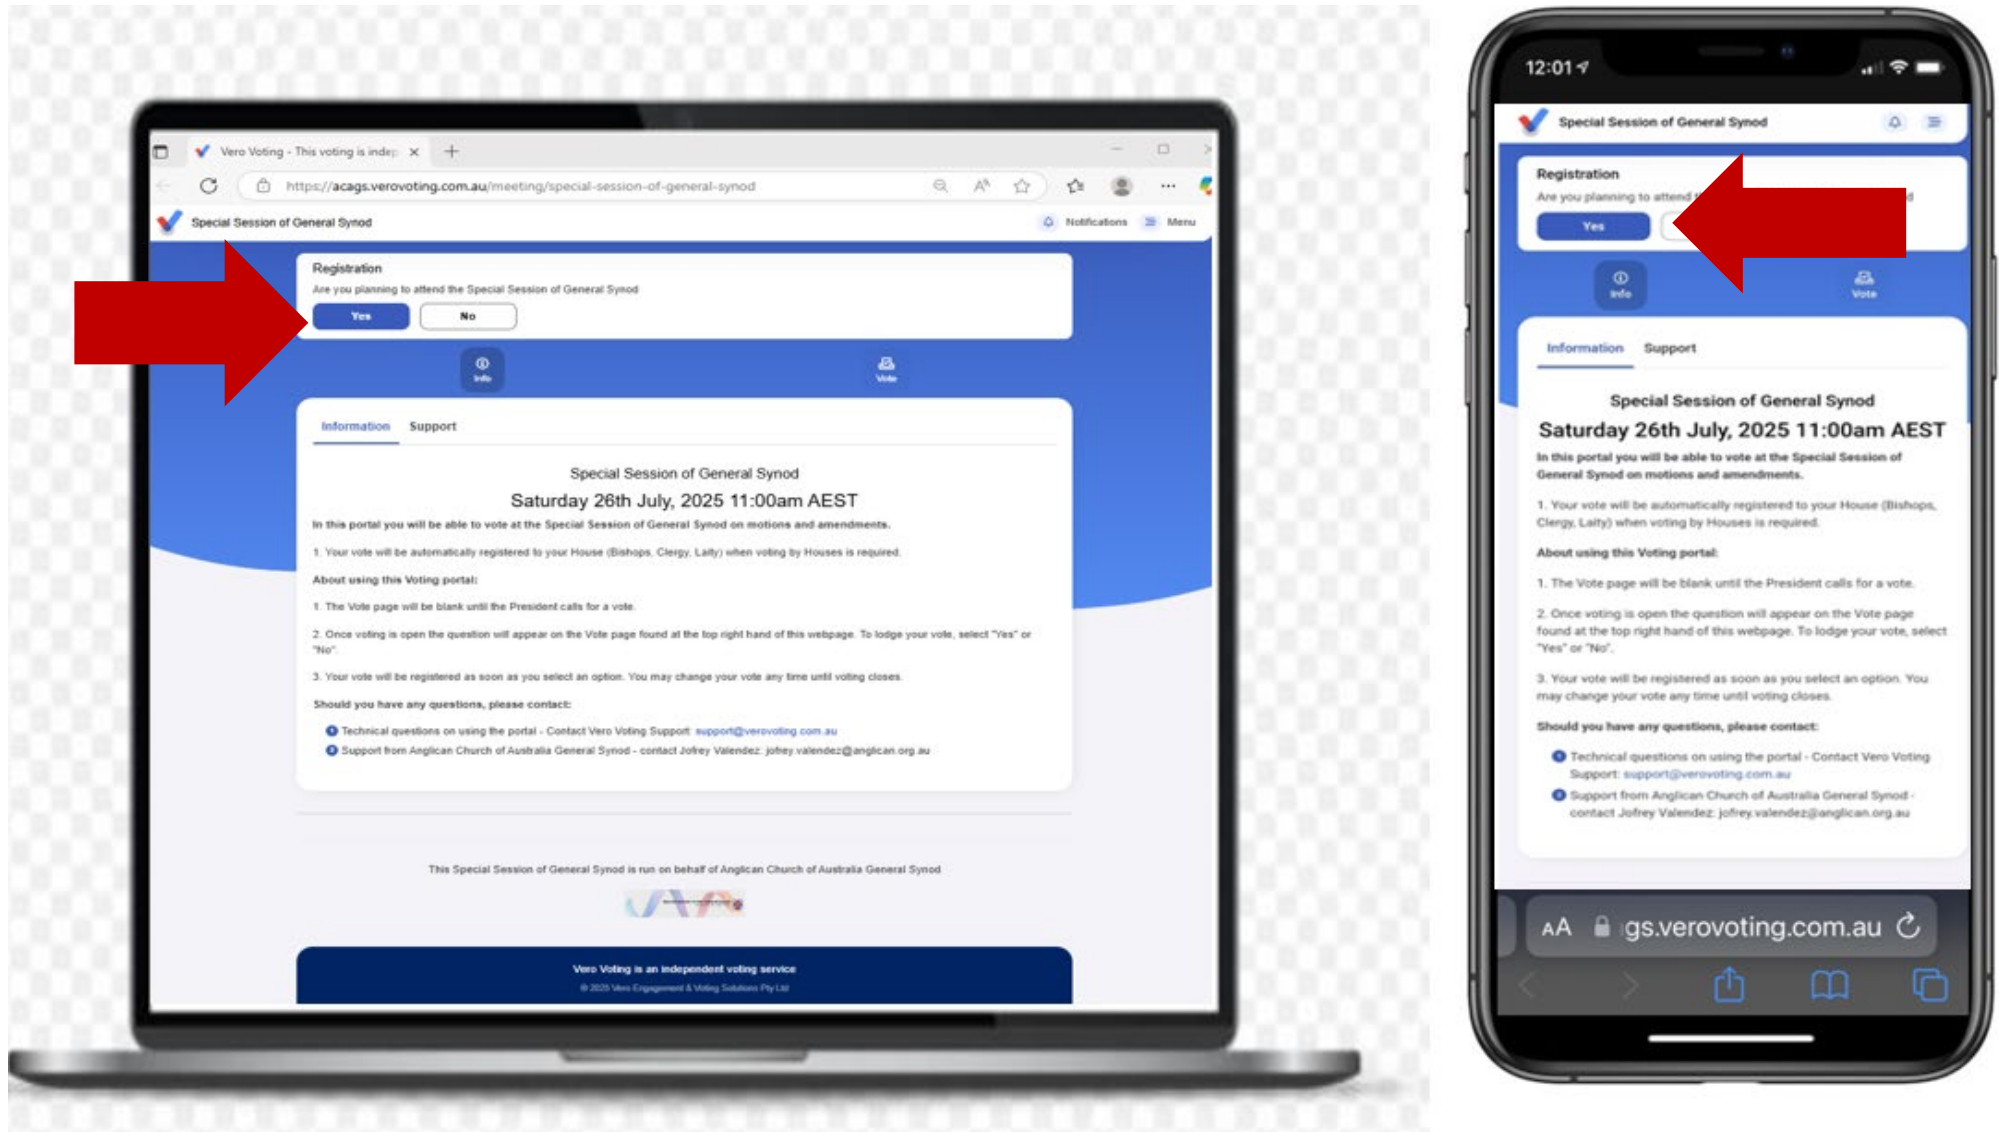 Vero Voting - This voting is indep
https://acags.verovoting.com.au/meeting/special-session-of-general-synod
Special Session of General Synod
Notifications
Menu
Registration
Are you planning to attend the Special Session of General Synod
Yes
No
Info
Vote
Information
Support
Special Session of General Synod
Saturday 26th July, 2025 11:00am AEST
In this portal you will be able to vote at the Special Session of General Synod on motions and amendments.
1. Your vote will be automatically registered to your House (Bishops, Clergy, Laity) when voting by Houses is required.
About using this Voting portal:
1. The Vote page will be blank until the President calls for a vote.
2. Once voting is open the question will appear on the Vote page found at the top right hand of this webpage. To lodge your vote, select "Yes" or
"No".
3. Your vote will be registered as soon as you select an option. You may change your vote any time until voting closes.
Should you have any questions, please contact:
1 Technical questions on using the portal - Contact Vero Voting Support: support@verovoting.com.au
2 Support from Anglican Church of Australia General Synod - contact Jofrey Valendez: jofrey.valendez@anglican.org.au
This Special Session of General Synod is run on behalf of Anglican Church of Australia General Synod
Vero Voting is an independent voting service
© 2025 Vero Engagement & Voting Solutions Pty Ltd
12:01
Special Session of General Synod
Registration
Are you planning to attend
Yes
Info
Vote
Information
Support
Special Session of General Synod
Saturday 26th July, 2025 11:00am AEST
In this portal you will be able to vote at the Special Session of
General Synod on motions and amendments.
1. Your vote will be automatically registered to your House (Bishops,
Clergy, Laity) when voting by Houses is required.
About using this Voting portal:
1. The Vote page will be blank until the President calls for a vote.
2. Once voting is open the question will appear on the Vote page
found at the top right hand of this webpage. To lodge your vote, select
"Yes" or "No".
3. Your vote will be registered as soon as you select an option. You
may change your vote any time until voting closes.
Should you have any questions, please contact:
1 Technical questions on using the portal - Contact Vero Voting
Support: support@verovoting.com.au
2 Support from Anglican Church of Australia General Synod -
contact Jofrey Valendez: jofrey.valendez@anglican.org.au
AA
gs.verovoting.com.au